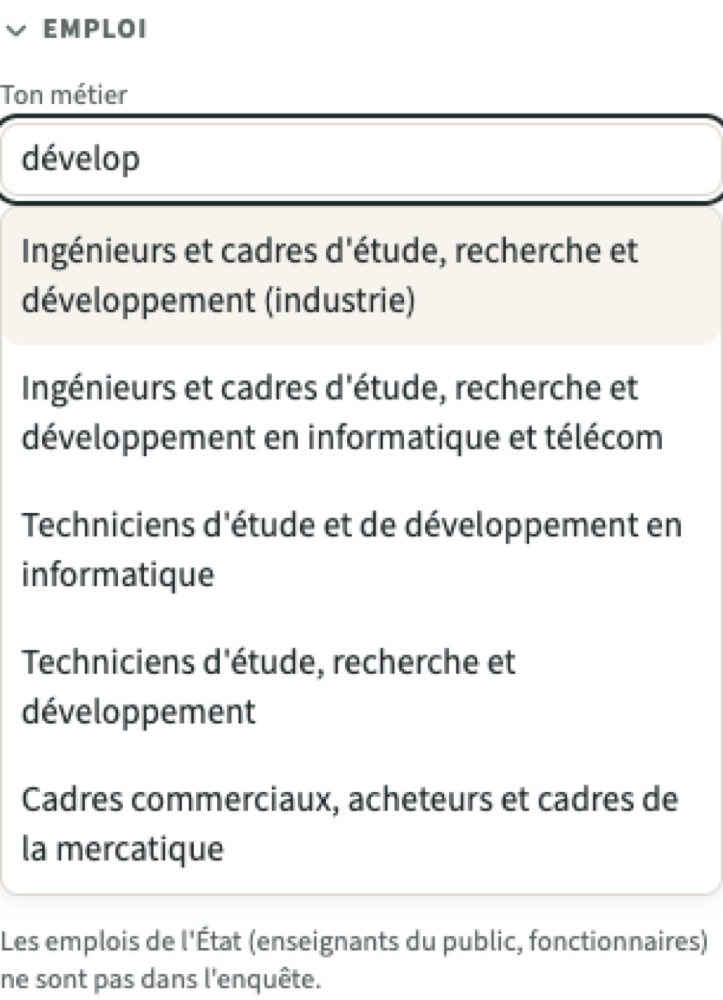 EMPLOI
Ton métier
dévelop
Ingénieurs et cadres d'étude, recherche et
développement (industrie)
Ingénieurs et cadres d'étude, recherche et
développement en informatique et télécom
Techniciens d'étude et de développement en
informatique
Techniciens d'étude, recherche et
développement
Cadres commerciaux, acheteurs et cadres de
la mercatique
Les emplois de l'État (enseignants du public, fonctionnaires)
ne sont pas dans l'enquête.